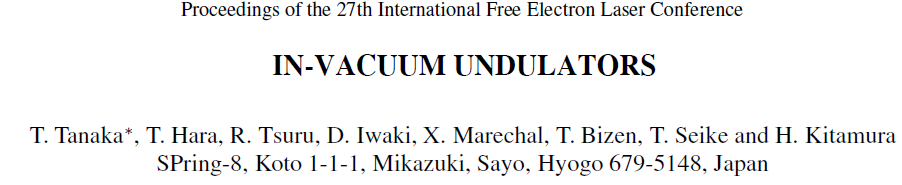 Proceedings of the 27th International Free Electron Laser Conference
IN-VACUUM UNDULATORS
T. Tanaka*, T. Hara, R. Tsuru, D. Iwaki, X. Marechal, T. Bizen, T. Seike and H. Kitamura
SPring-8, Koto 1-1-1, Mikazuki, Sayo, Hyogo 679-5148, Japan